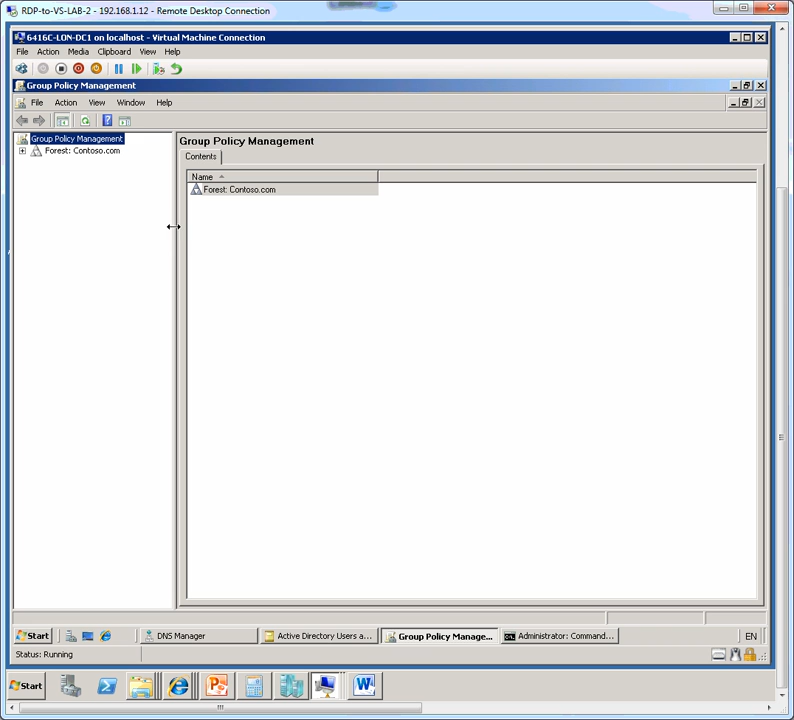 RDP-to-VS-LAB-2 - 192.168.1.12 - Remote Desktop Connection
6416C-LON-DC1 on localhost - Virtual Machine Connection
File Action Media Clipboard View Help
Group Policy Management
File Action View Window Help
Group Policy Management
Forest: Contoso.com
Group Policy Management
Contents
Name
Forest: Contoso.com
Start DNS Manager Active Directory Users a... Group Policy Manage... Administrator: Command... EN
Status: Running
Start